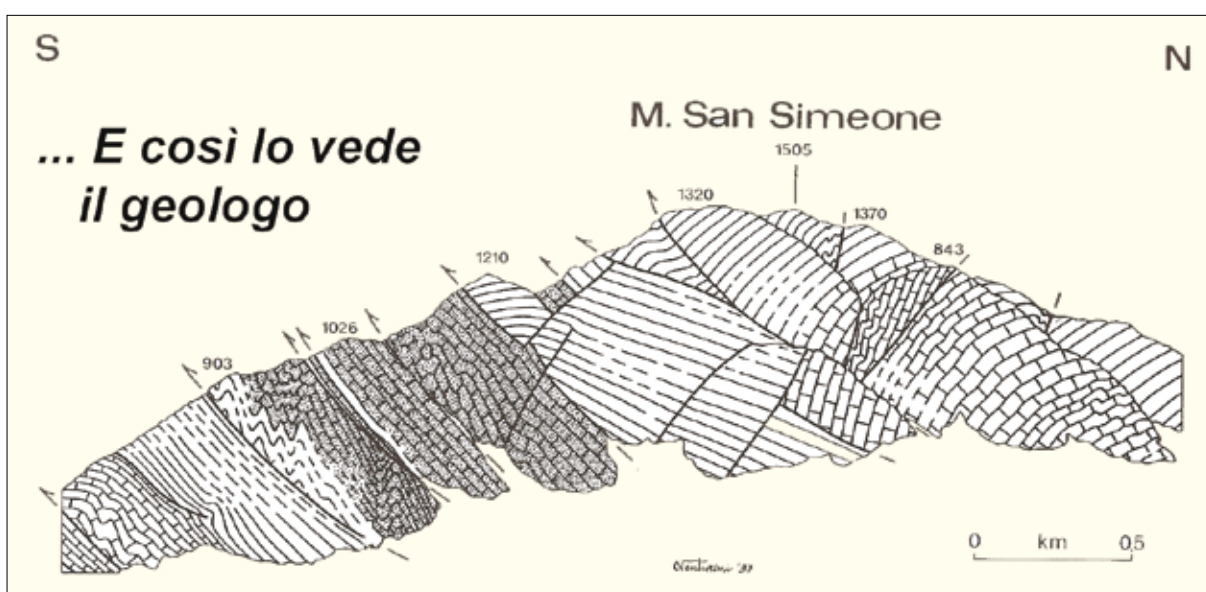 S
N
M. San Simeone
... E così lo vede
il geologo
1505
1320
1370
843
1210
1026
903
0 km 0,5